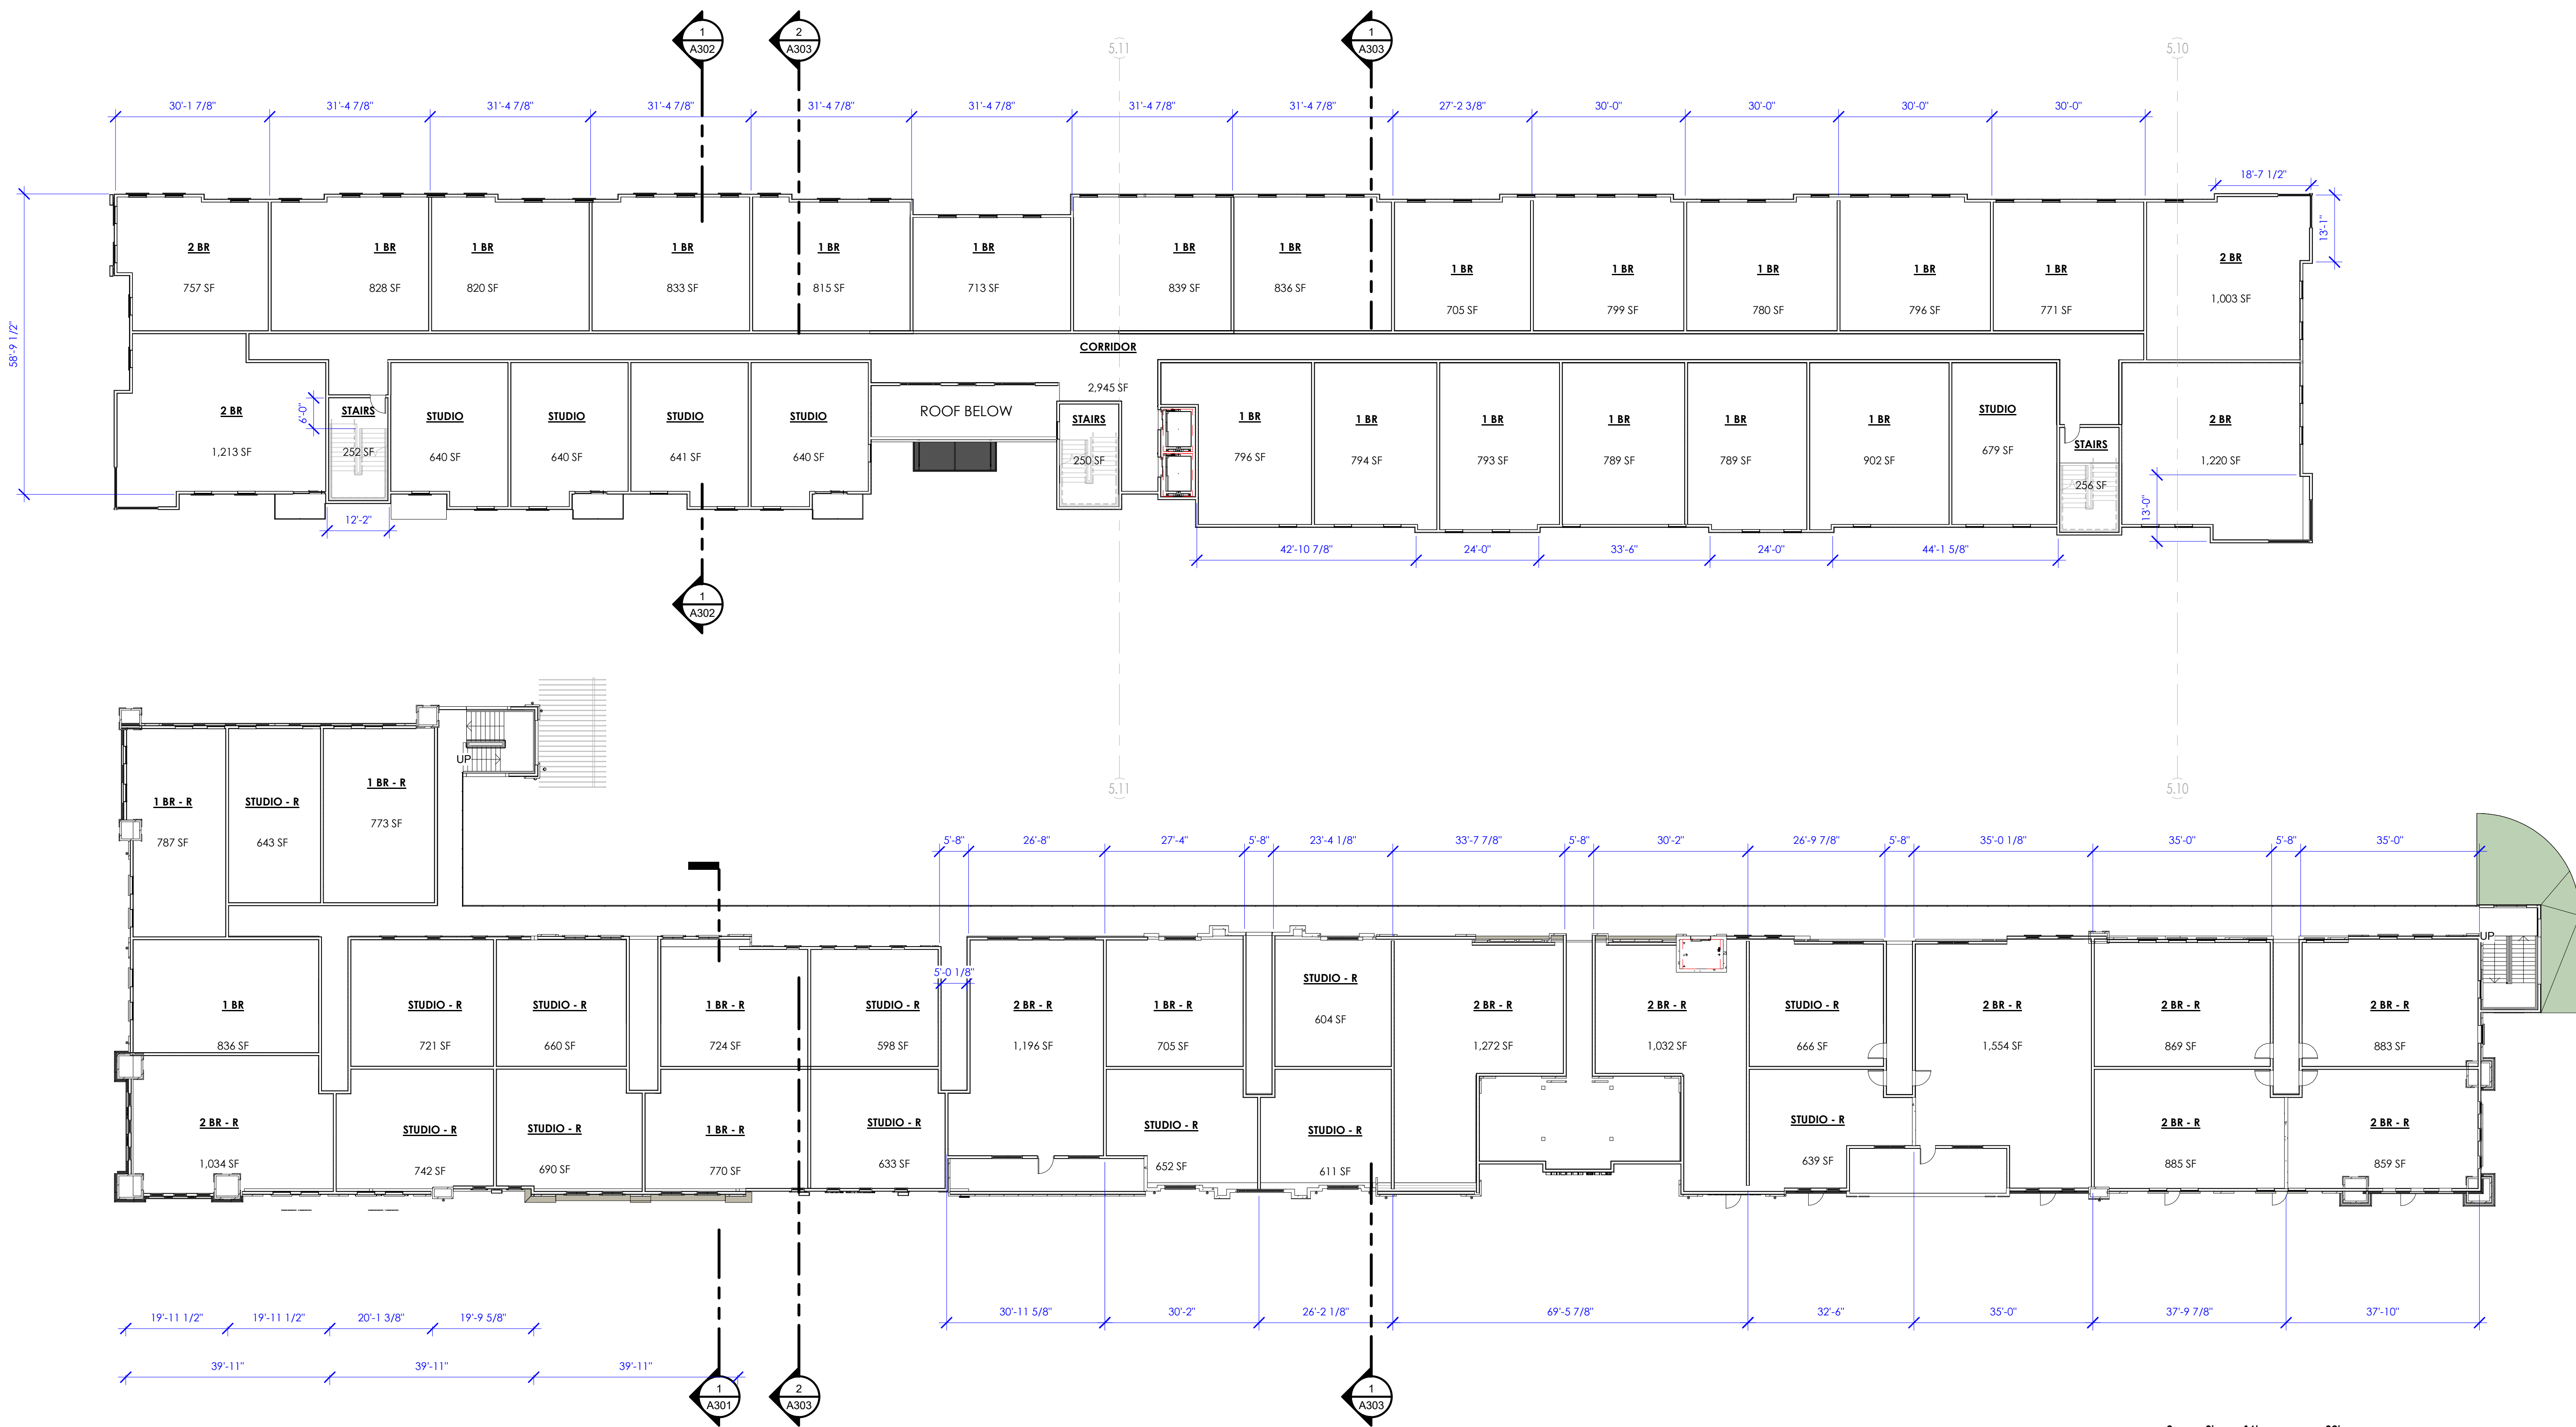 1
A302
2
A303
5.11
1
A303
5.10
30'-1 7/8"
31'-4 7/8"
31'-4 7/8"
31'-4 7/8"
31'-4 7/8"
31'-4 7/8"
31'-4 7/8"
31'-4 7/8"
27'-2 3/8"
30'-0"
30'-0"
30'-0"
30'-0"
18'-7 1/2"
13'-1"
58'-9 1/2"
2 BR
757 SF
1 BR
828 SF
1 BR
820 SF
1 BR
833 SF
1 BR
815 SF
1 BR
713 SF
1 BR
839 SF
1 BR
836 SF
1 BR
705 SF
1 BR
799 SF
1 BR
780 SF
1 BR
796 SF
1 BR
771 SF
2 BR
1,003 SF
CORRIDOR
2,945 SF
2 BR
1,213 SF
6'-0"
STAIRS
252 SF
STUDIO
640 SF
STUDIO
640 SF
STUDIO
641 SF
STUDIO
640 SF
ROOF BELOW
STAIRS
250 SF
1 BR
796 SF
1 BR
794 SF
1 BR
793 SF
1 BR
789 SF
1 BR
789 SF
1 BR
902 SF
STUDIO
679 SF
STAIRS
256 SF
2 BR
1,220 SF
13'-0"
12'-2"
42'-10 7/8"
24'-0"
33'-6"
24'-0"
44'-1 5/8"
1
A302
UP
5.11
5.10
1 BR - R
787 SF
STUDIO - R
643 SF
1 BR - R
773 SF
5'-8"
26'-8"
27'-4"
5'-8"
23'-4 1/8"
33'-7 7/8"
5'-8"
30'-2"
26'-9 7/8"
5'-8"
35'-0 1/8"
35'-0"
5'-8"
35'-0"
UP
5'-0 1/8"
1 BR
836 SF
STUDIO - R
721 SF
STUDIO - R
660 SF
1 BR - R
724 SF
STUDIO - R
598 SF
2 BR - R
1,196 SF
1 BR - R
705 SF
STUDIO - R
604 SF
2 BR - R
1,272 SF
2 BR - R
1,032 SF
STUDIO - R
666 SF
2 BR - R
1,554 SF
2 BR - R
869 SF
2 BR - R
883 SF
2 BR - R
1,034 SF
STUDIO - R
742 SF
STUDIO - R
690 SF
1 BR - R
770 SF
STUDIO - R
633 SF
STUDIO - R
652 SF
STUDIO - R
611 SF
STUDIO - R
639 SF
2 BR - R
885 SF
2 BR - R
859 SF
19'-11 1/2"
19'-11 1/2"
20'-1 3/8"
19'-9 5/8"
30'-11 5/8"
30'-2"
26'-2 1/8"
69'-5 7/8"
32'-6"
35'-0"
37'-9 7/8"
37'-10"
39'-11"
39'-11"
39'-11"
1
A301
2
A303
1
A303